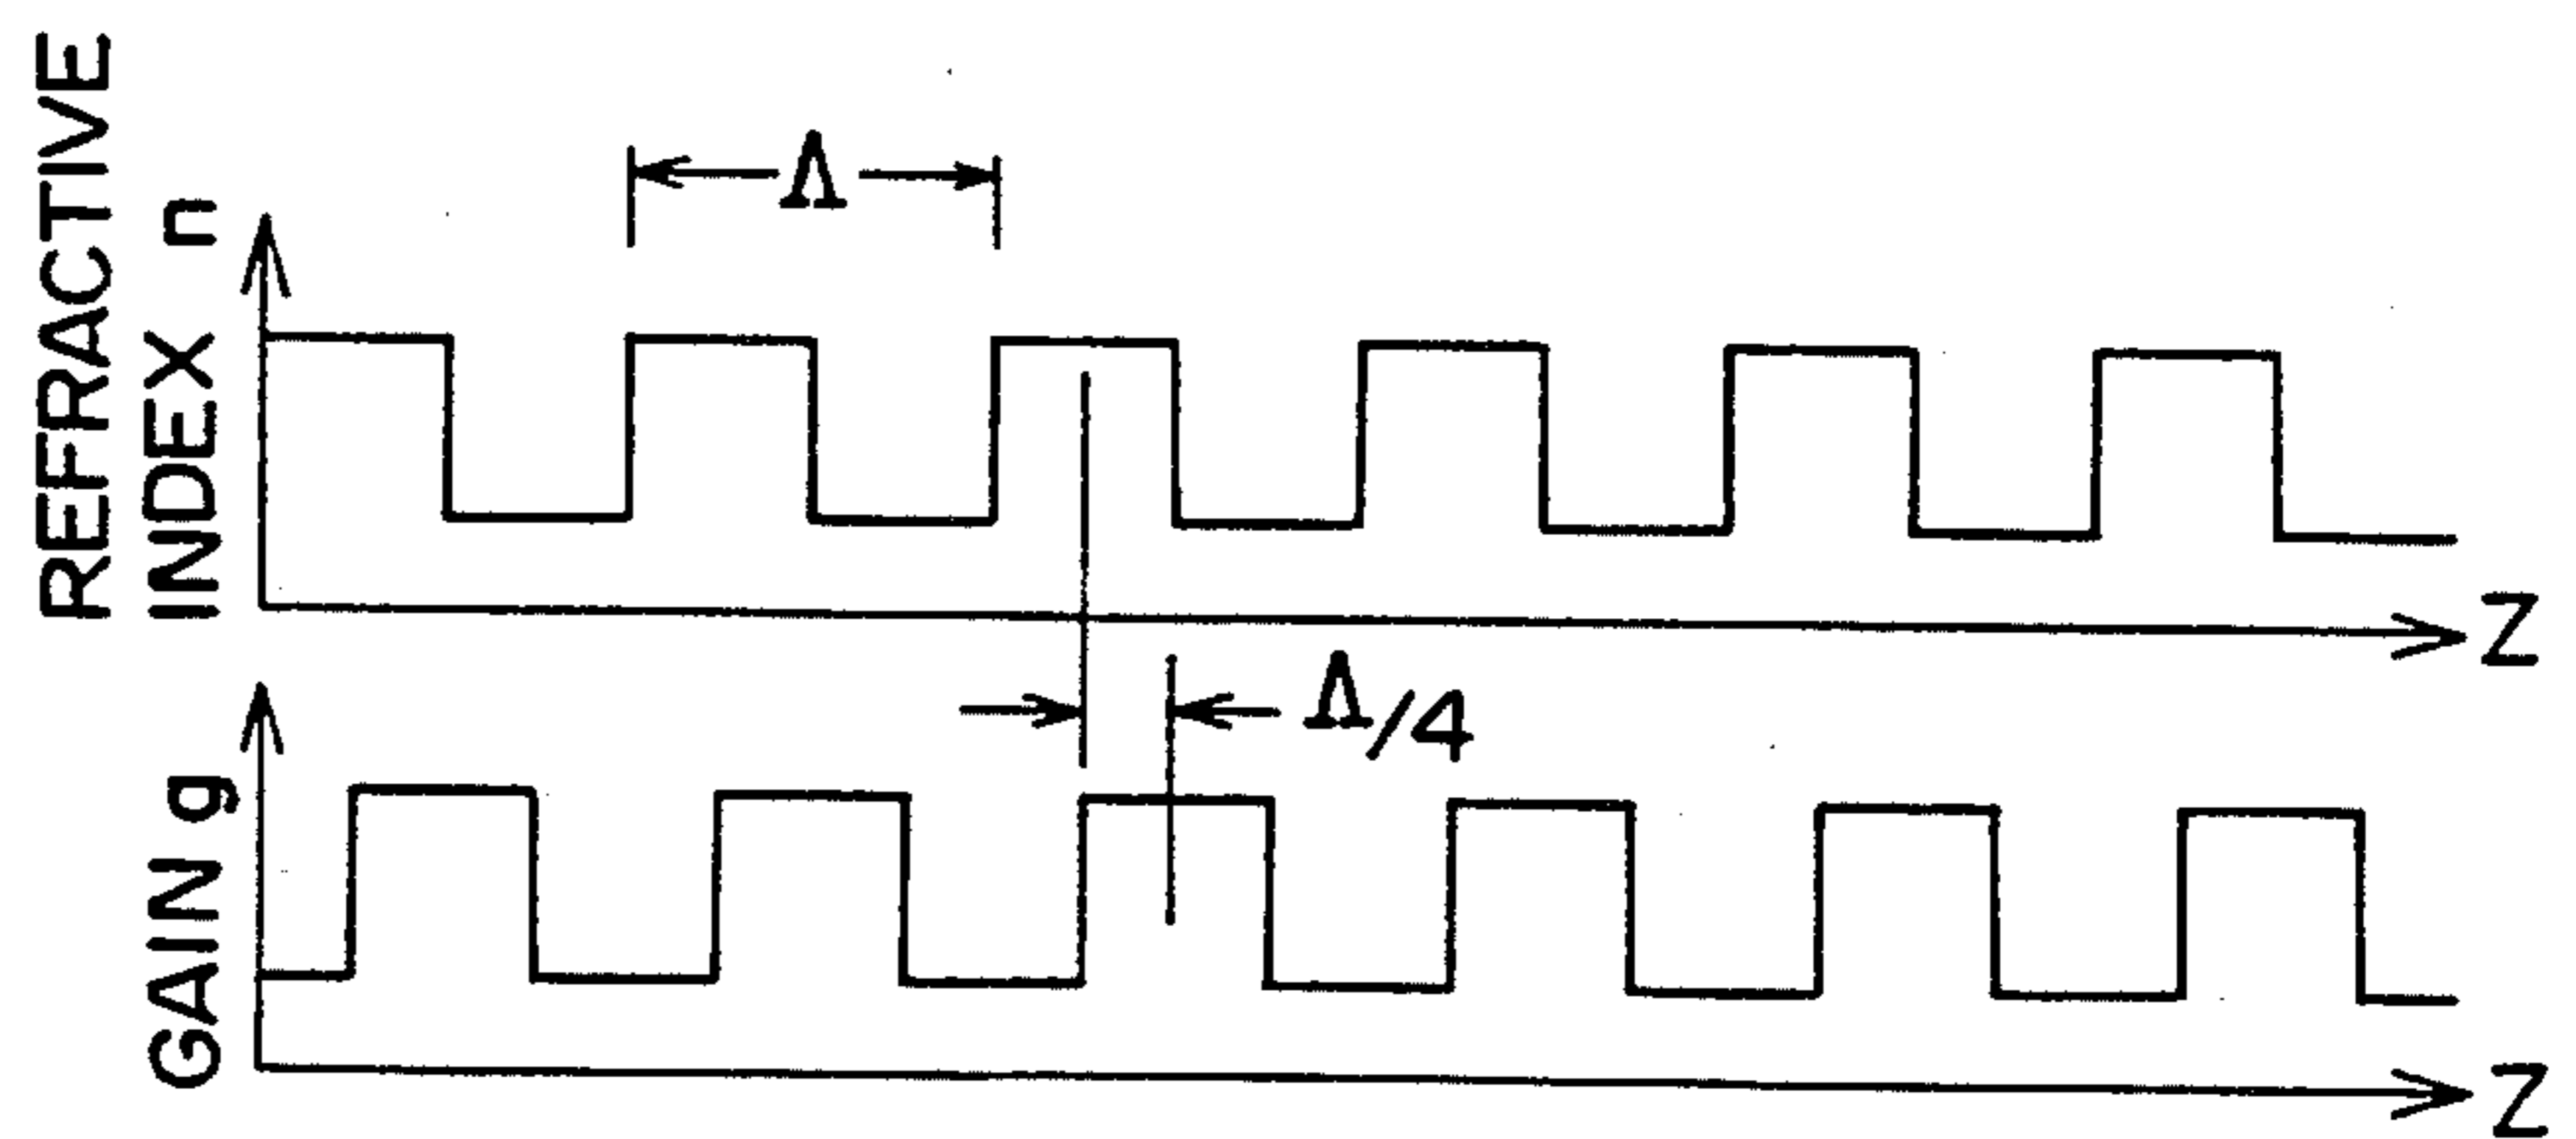 REFRACTIVE
INDEX n
Λ
Z
Λ/4
GAIN g
Z